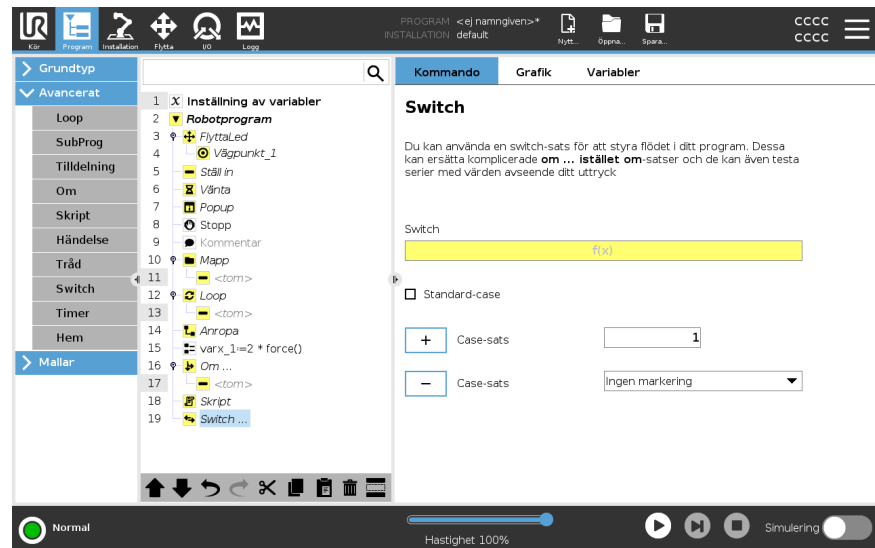 UR
Kör
Program
Installation
Flytta
I/O
Logg
PROGRAM <ej namngiven>*
INSTALLATION default
Nytt...
Öppna...
Spara...
CCCC
CCCC
Grundtyp
Avancerat
Loop
SubProg
Tilldelning
Om
Skript
Händelse
Tråd
Switch
Timer
Hem
Mallar
1 X Inställning av variabler
2 Robotprogram
3 FlyttaLed
4 Vägpunkt_1
5 Ställ in
6 Vänta
7 Popup
8 Stopp
9 Kommentar
10 Mapp
11 <tom>
12 Loop
13 <tom>
14 Anropa
15 varx_1≔2 * force()
16 Om ...
17 <tom>
18 Skript
19 Switch ...
Kommando
Grafik
Variabler
Switch
Du kan använda en switch-sats för att styra flödet i ditt program. Dessa
kan ersätta komplicerade om ... istället om-satser och de kan även testa
serier med värden avseende ditt uttryck
Switch
f(x)
Standard-case
+ Case-sats 1
− Case-sats Ingen markering
Normal
Hastighet 100%
Simulering